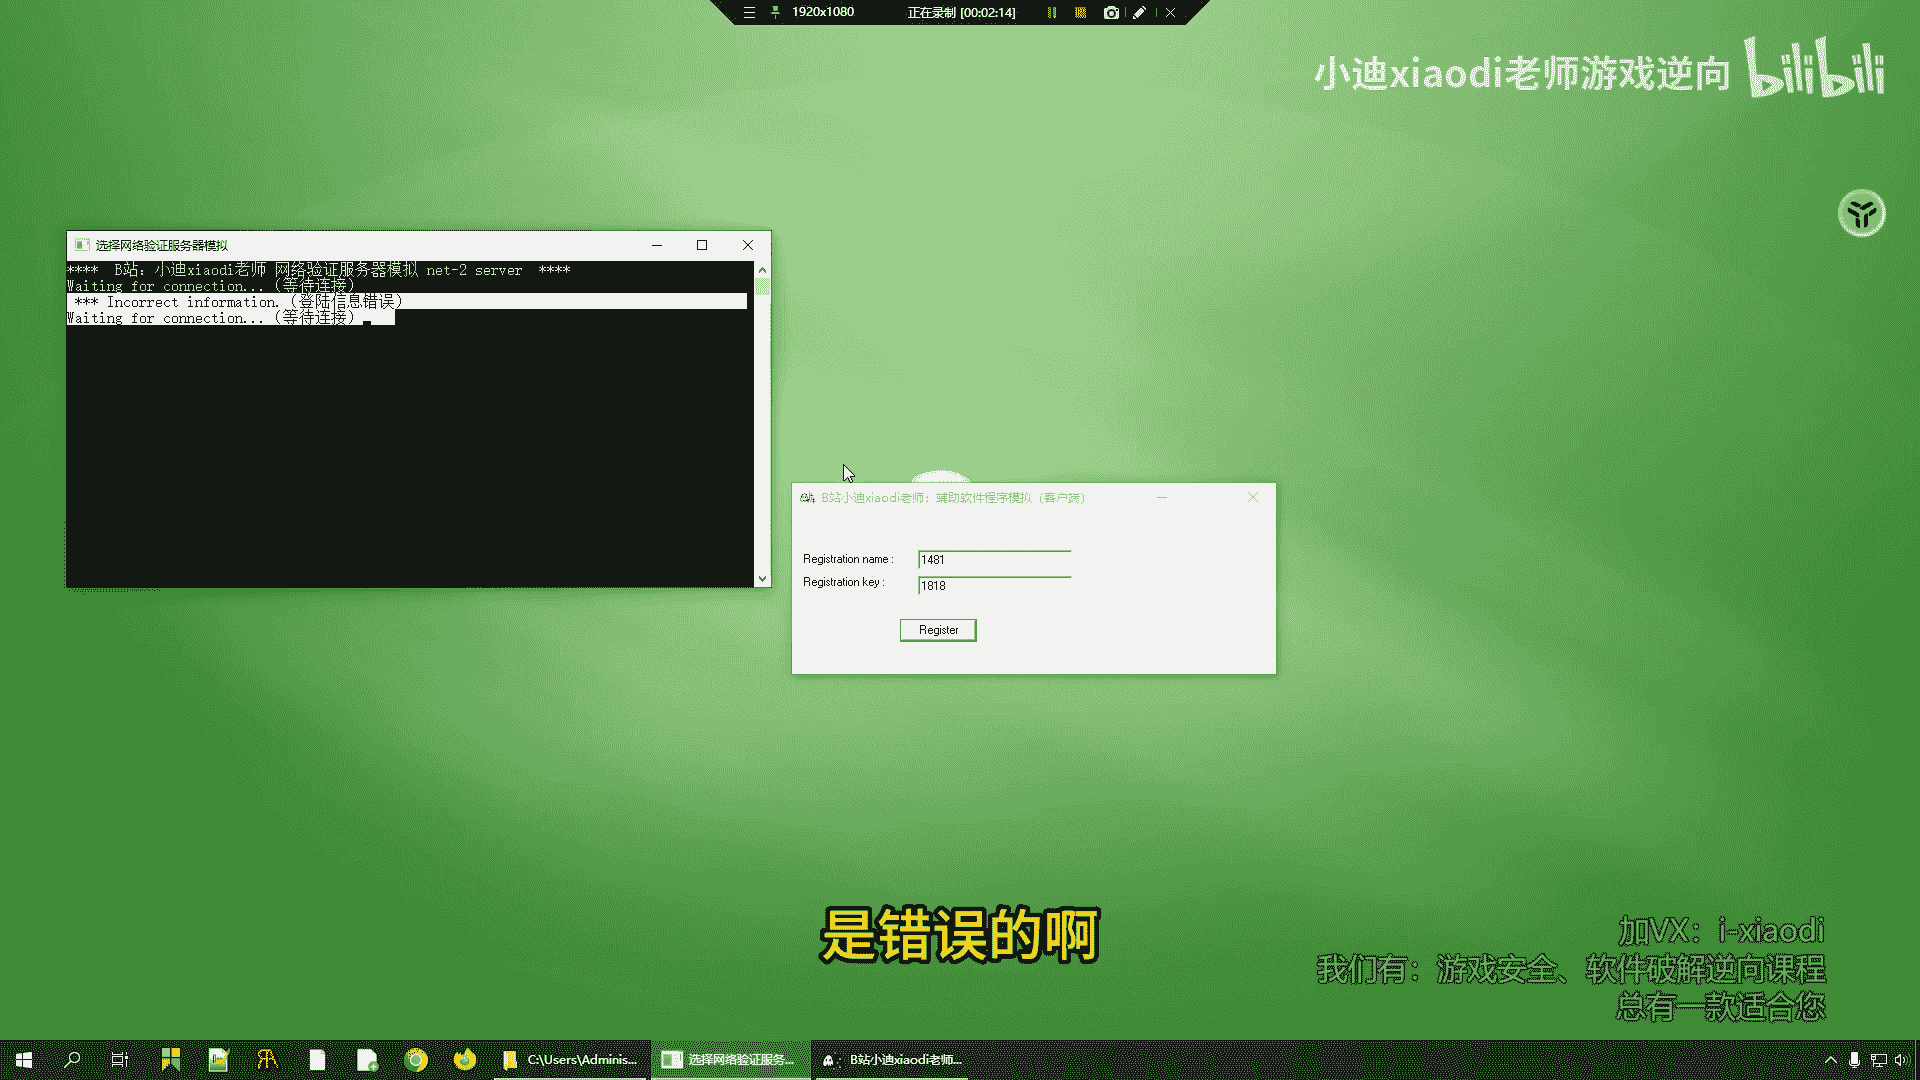 1920x1080
正在录制 [00:02:14]
小迪xiaodi老师游戏逆向 bilibili
选择网络验证服务器模拟
**** B站：小迪xiaodi老师 网络验证服务器模拟 net-2 server ****
Waiting for connection...（等待连接）
*** Incorrect information.（登陆信息错误）
Waiting for connection...（等待连接）
B站小迪xiaodi老师：辅助软件程序模拟（客户端）
Registration name : 1481
Registration key : 1818
Register
是错误的啊
加VX：i-xiaodi
我们有：游戏安全、软件破解逆向课程
总有一款适合您
C:\Users\Adminis...
选择网络验证服务...
B站小迪xiaodi老师...